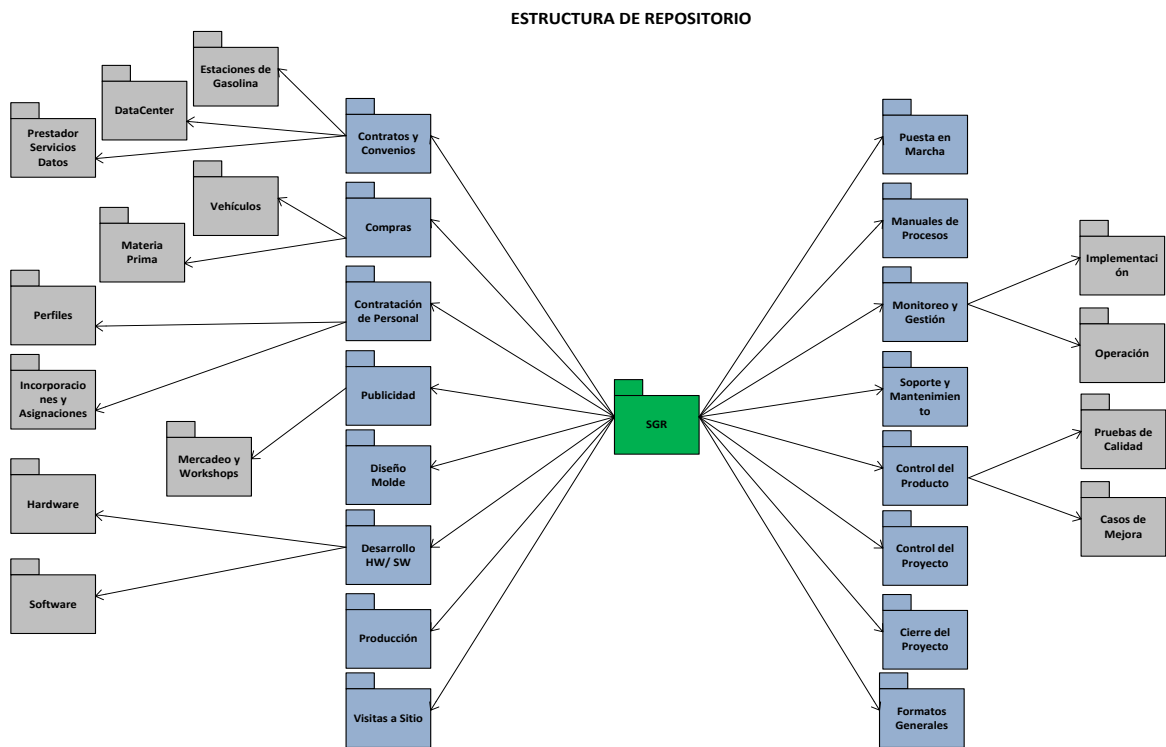 ESTRUCTURA DE REPOSITORIO
Estaciones de
Gasolina
DataCenter
Prestador
Servicios
Datos
Contratos y
Convenios
Vehículos
Compras
Materia
Prima
Perfiles
Contratación
de Personal
Incorporacio
nes y
Asignaciones
Publicidad
Mercadeo y
Workshops
Diseño
Molde
Hardware
Desarrollo
HW/ SW
Software
Producción
Visitas a Sitio
SGR
Puesta en
Marcha
Manuales de
Procesos
Monitoreo y
Gestión
Implementa
ción
Operación
Soporte y
Mantenimien
to
Control del
Producto
Pruebas de
Calidad
Casos de
Mejora
Control del
Proyecto
Cierre del
Proyecto
Formatos
Generales